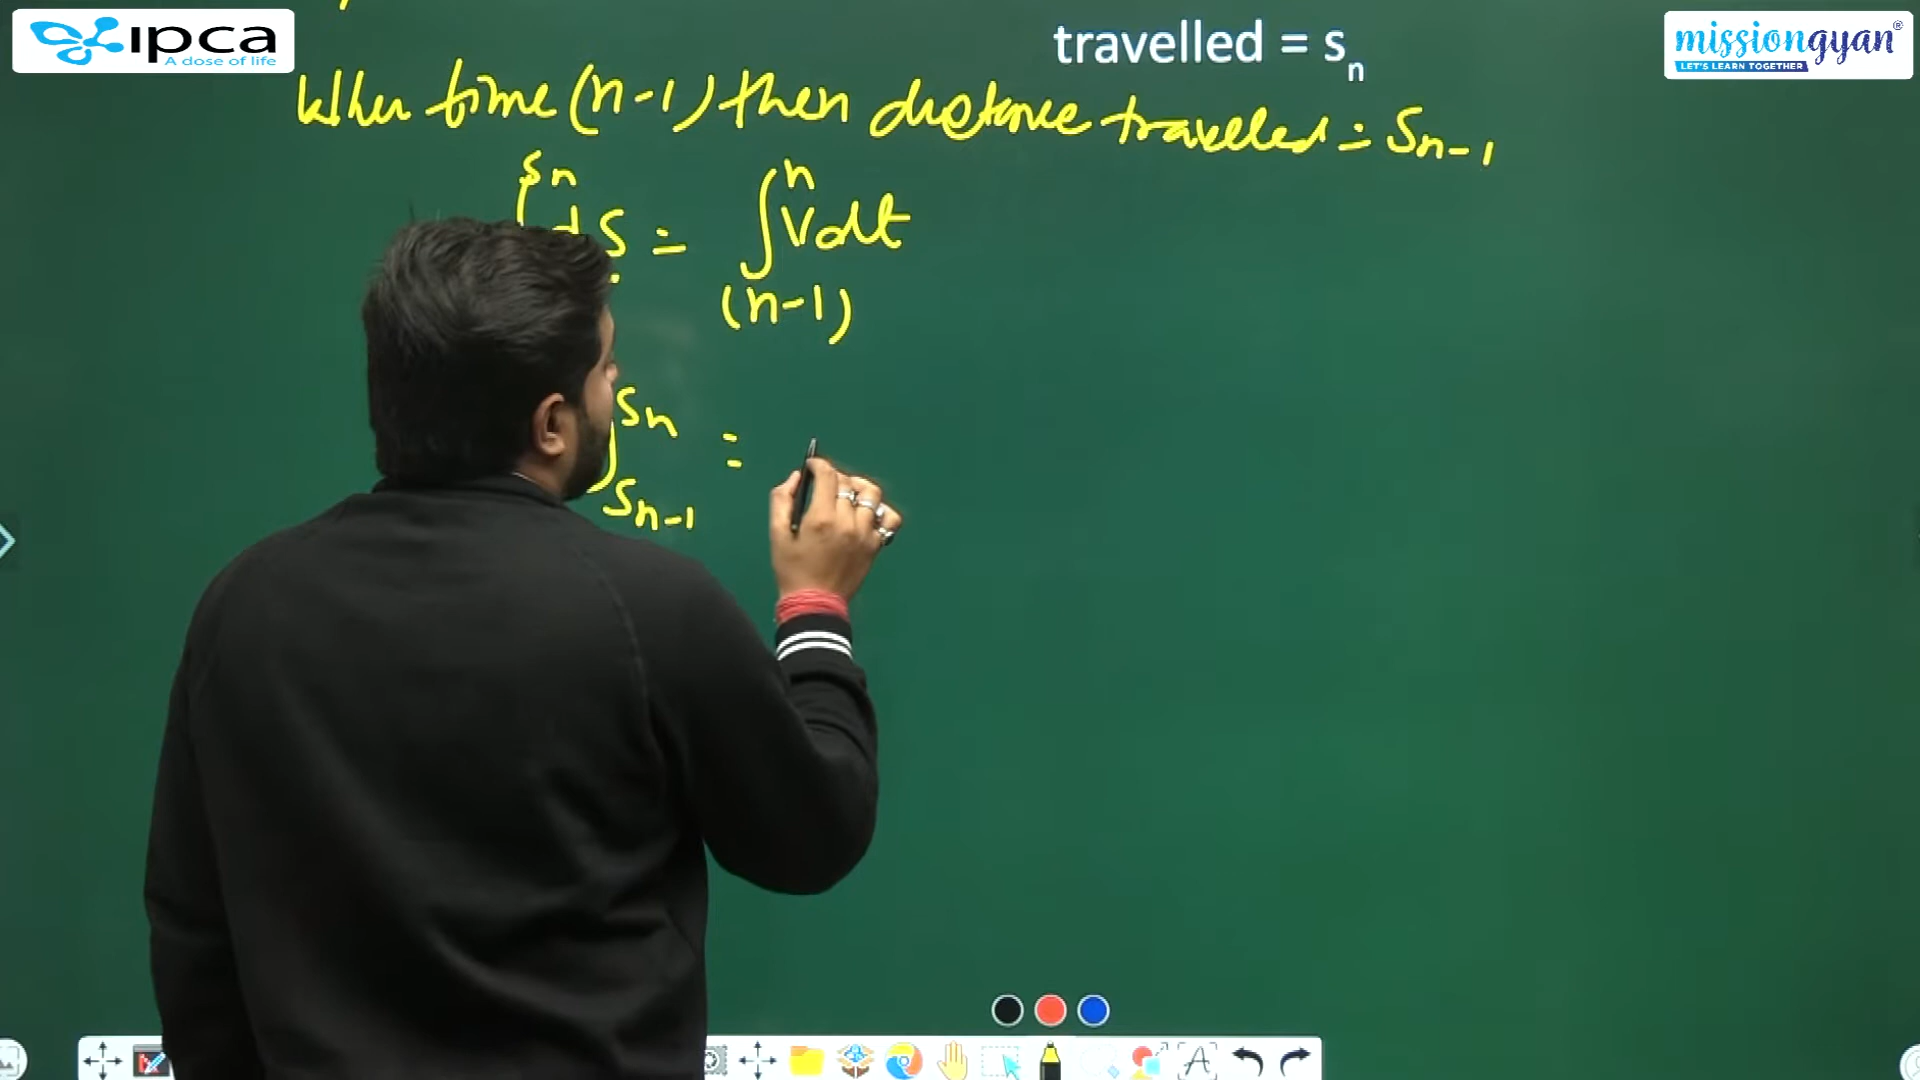 ipca
A dose of life
missiongyan®
LET'S LEARN TOGETHER
travelled = sₙ
When time (n-1) then distance travelled = Sn-1
∫ Sn dS = ∫ n (n-1) Vdt
] Sn Sn-1 =